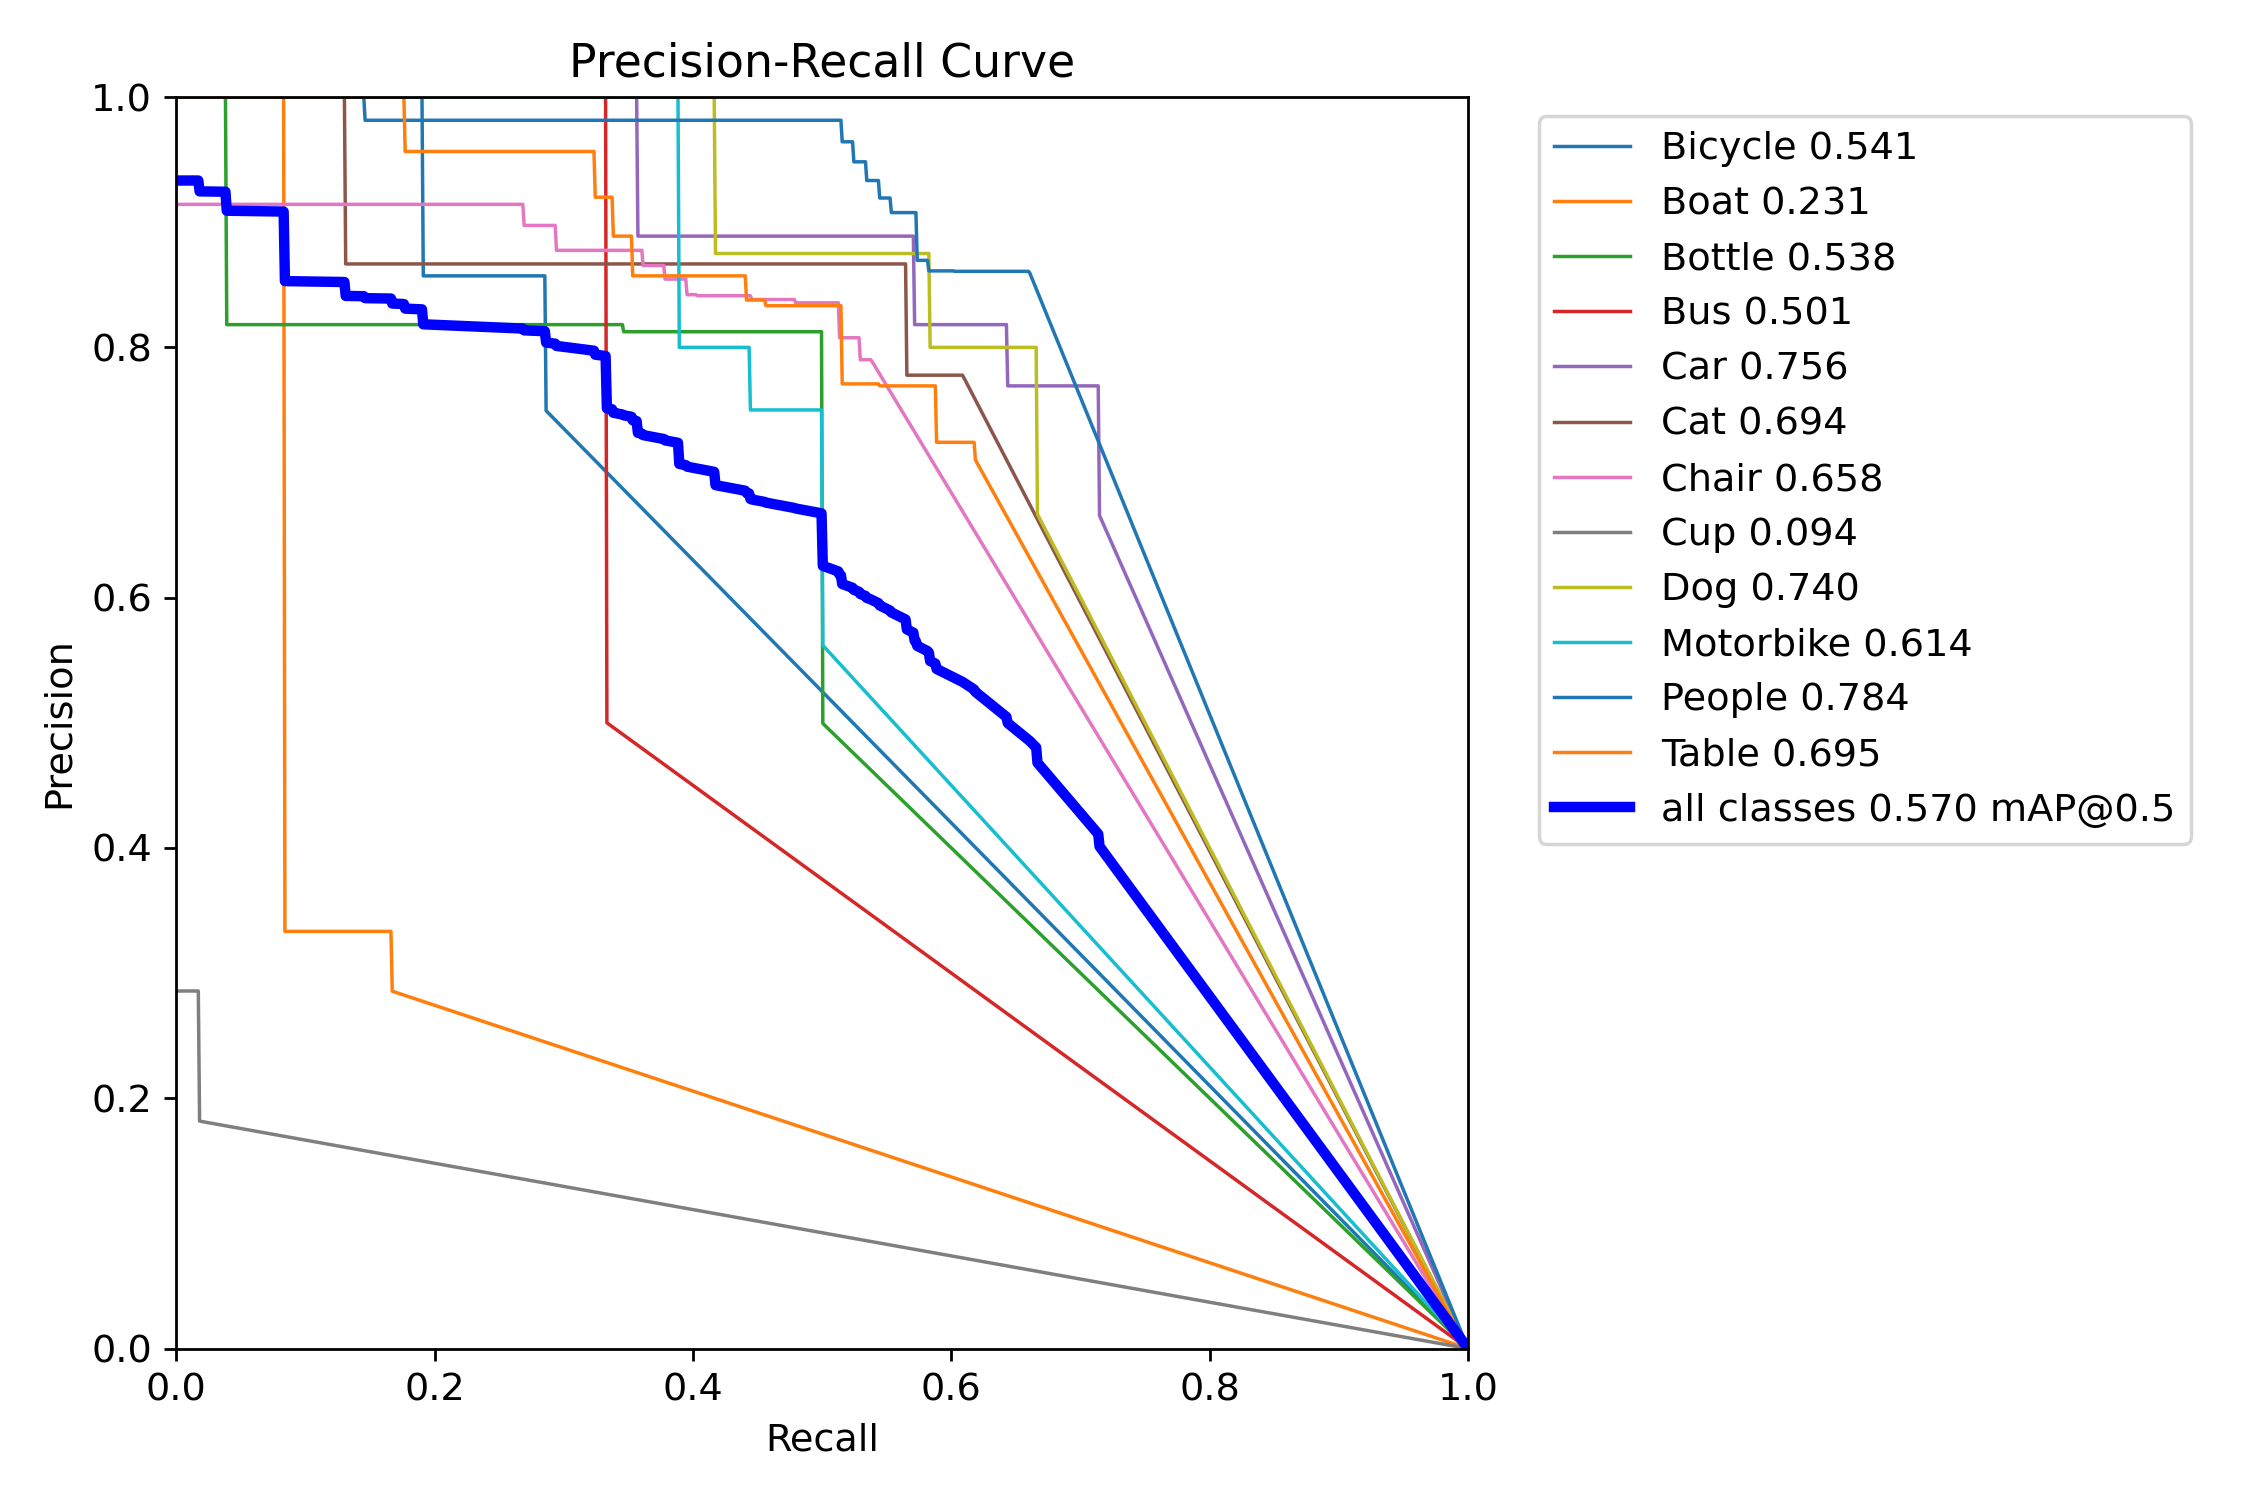 Precision-Recall Curve
1.0
0.8
0.6
0.4
0.2
0.0
Precision
0.0 0.2 0.4 0.6 0.8 1.0
Recall
Bicycle 0.541
Boat 0.231
Bottle 0.538
Bus 0.501
Car 0.756
Cat 0.694
Chair 0.658
Cup 0.094
Dog 0.740
Motorbike 0.614
People 0.784
Table 0.695
all classes 0.570 mAP@0.5